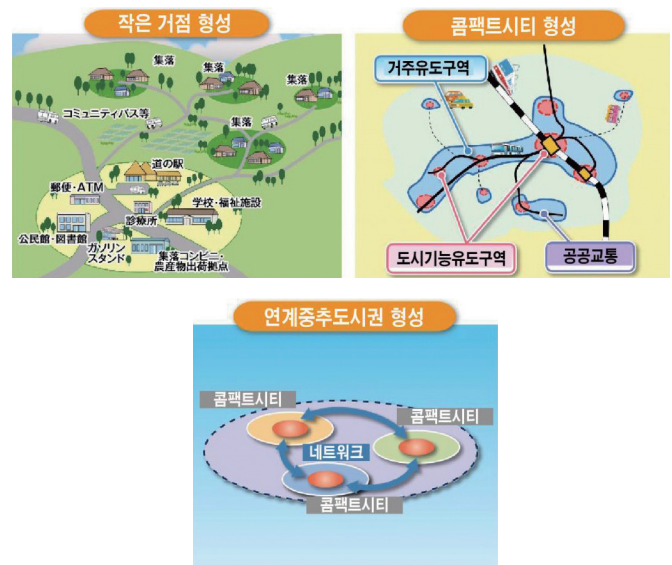 작은 거점 형성
集落
集落
集落
コミュニティバス等
集落
道の駅
郵便・ATM
学校・福祉施設
診療所
公民館・図書館
ガソリン
スタンド
集落コンビニ・
農産物出荷拠点
콤팩트시티 형성
거주유도구역
도시기능유도구역
공공교통
연계중추도시권 형성
콤팩트시티
콤팩트시티
네트워크
콤팩트시티